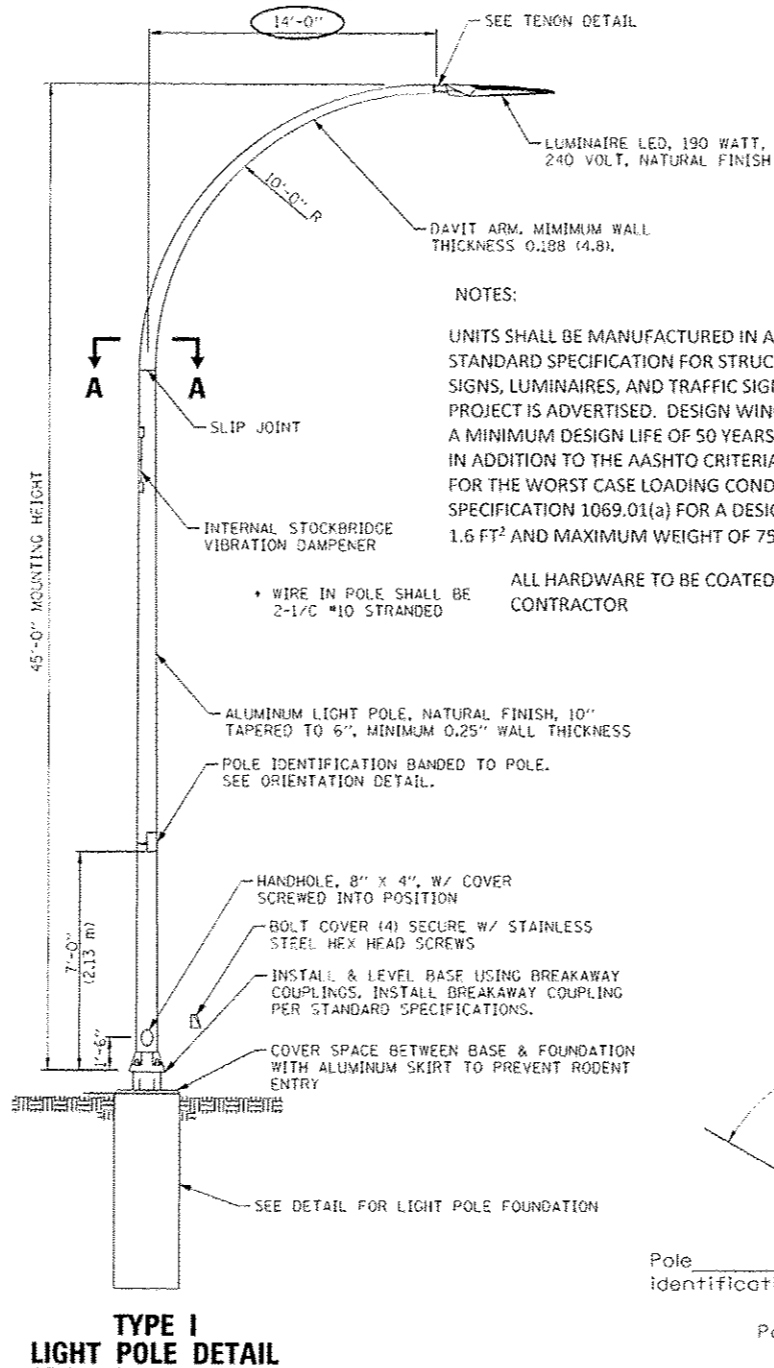 14'-0"
SEE TENON DETAIL
LUMINAIRE LED, 190 WATT,
240 VOLT, NATURAL FINISH
10'-0" R
DAVIT ARM, MIMIMUM WALL
THICKNESS 0.188 (4.8).
NOTES:
UNITS SHALL BE MANUFACTURED IN A
STANDARD SPECIFICATION FOR STRUC
SIGNS, LUMINAIRES, AND TRAFFIC SIG
PROJECT IS ADVERTISED. DESIGN WIN
A MINIMUM DESIGN LIFE OF 50 YEARS
IN ADDITION TO THE AASHTO CRITERIA
FOR THE WORST CASE LOADING COND
SPECIFICATION 1069.01(a) FOR A DESIG
1.6 FT² AND MAXIMUM WEIGHT OF 75
ALL HARDWARE TO BE COATED
CONTRACTOR
A A
SLIP JOINT
45'-0" MOUNTING HEIGHT
INTERNAL STOCKBRIDGE
VIBRATION DAMPENER
* WIRE IN POLE SHALL BE
2-1/C #10 STRANDED
ALUMINUM LIGHT POLE, NATURAL FINISH, 10"
TAPERED TO 6", MINIMUM 0.25" WALL THICKNESS
POLE IDENTIFICATION BANDED TO POLE.
SEE ORIENTATION DETAIL.
HANDHOLE, 8" X 4", W/ COVER
SCREWED INTO POSITION
7'-0"
(2.13 m)
BOLT COVER (4) SECURE W/ STAINLESS
STEEL HEX HEAD SCREWS
INSTALL & LEVEL BASE USING BREAKAWAY
COUPLINGS. INSTALL BREAKAWAY COUPLING
PER STANDARD SPECIFICATIONS.
1'-6"
COVER SPACE BETWEEN BASE & FOUNDATION
WITH ALUMINUM SKIRT TO PREVENT RODENT
ENTRY
SEE DETAIL FOR LIGHT POLE FOUNDATION
Pole
identificati
Po
TYPE I
LIGHT POLE DETAIL